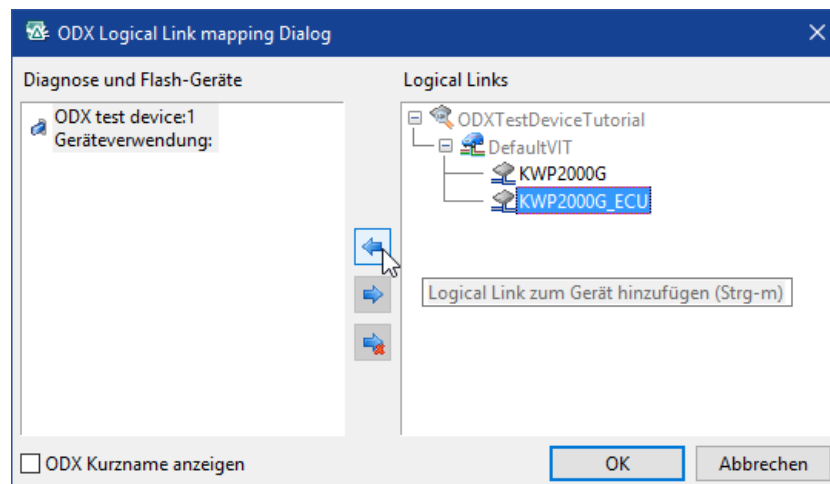 ODX Logical Link mapping Dialog
Diagnose und Flash-Geräte
Logical Links
ODX test device:1
Geräteverwendung:
ODXTestDeviceTutorial
DefaultVIT
KWP2000G
KWP2000G_ECU
Logical Link zum Gerät hinzufügen (Strg-m)
ODX Kurzname anzeigen
OK
Abbrechen